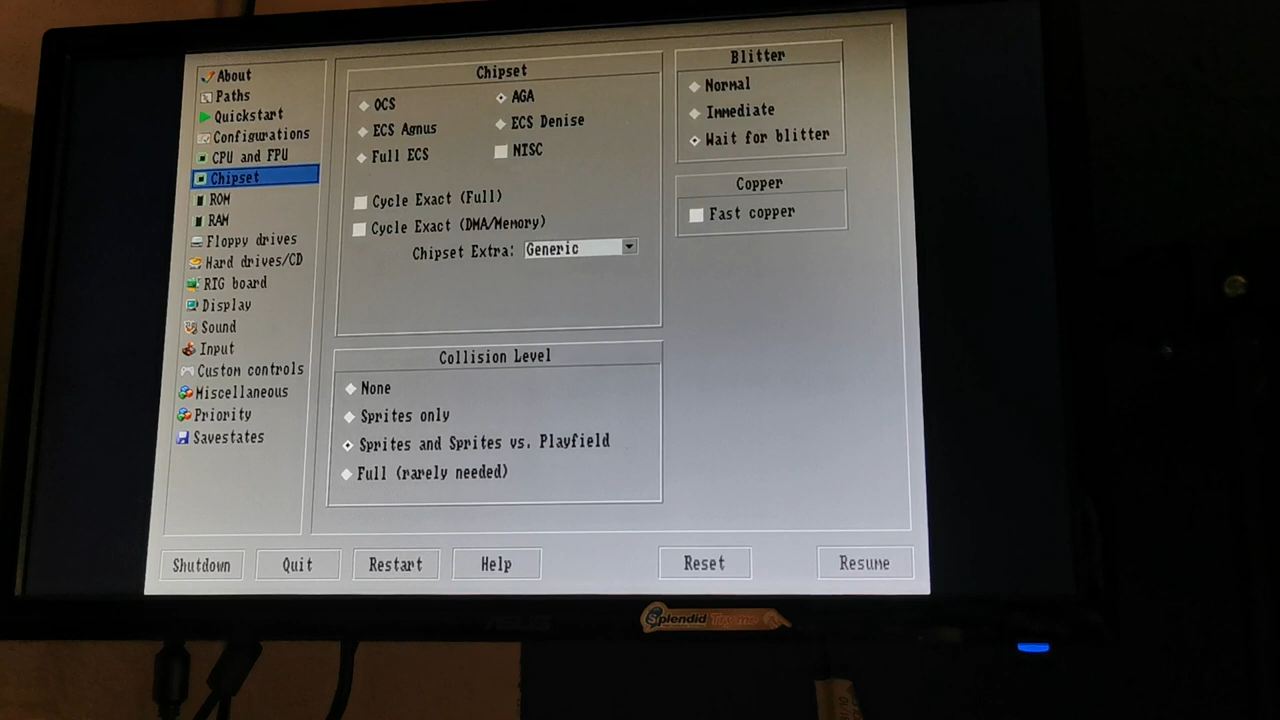 About
Paths
Quickstart
Configurations
CPU and FPU
Chipset
ROM
RAM
Floppy drives
Hard drives/CD
RTG board
Display
Sound
Input
Custom controls
Miscellaneous
Priority
Savestates
Chipset
OCS
AGA
ECS Agnus
ECS Denise
Full ECS
NTSC
Cycle Exact (Full)
Cycle Exact (DMA/Memory)
Chipset Extra: Generic
Collision Level
None
Sprites only
Sprites and Sprites vs. Playfield
Full (rarely needed)
Blitter
Normal
Immediate
Wait for blitter
Copper
Fast copper
Shutdown
Quit
Restart
Help
Reset
Resume
Splendid